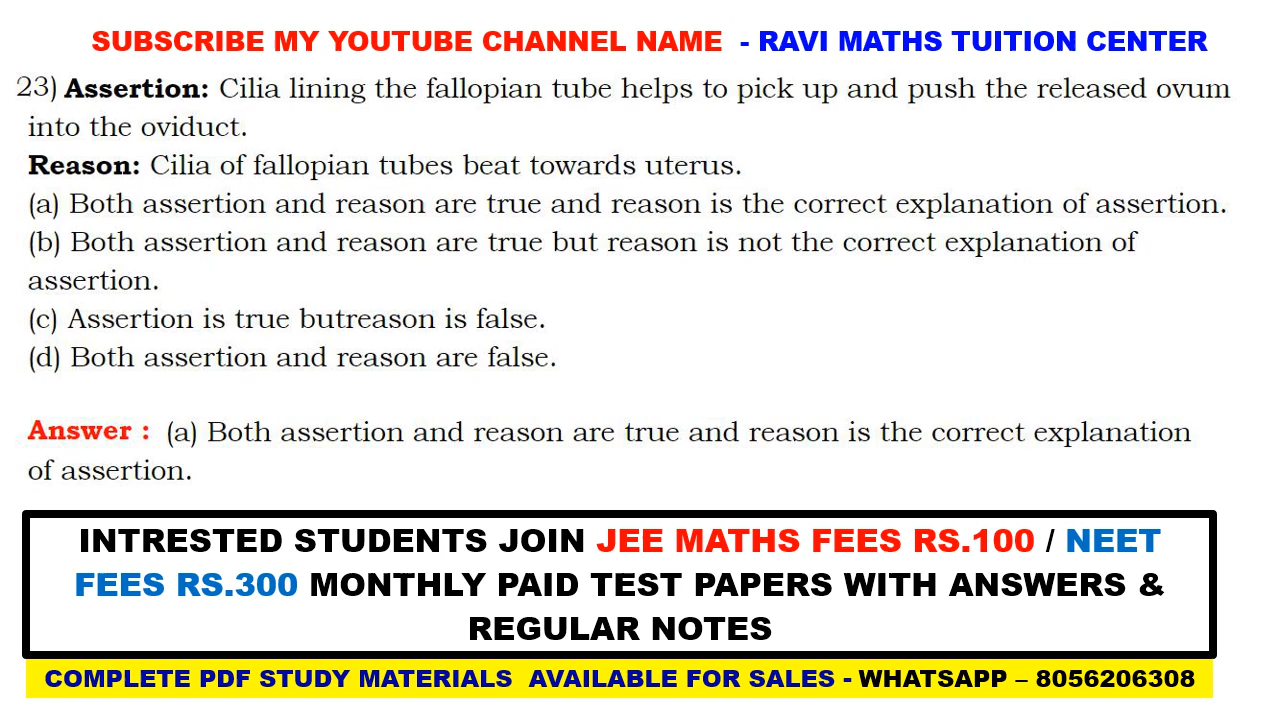 SUBSCRIBE MY YOUTUBE CHANNEL NAME - RAVI MATHS TUITION CENTER
23) Assertion: Cilia lining the fallopian tube helps to pick up and push the released ovum
into the oviduct.
Reason: Cilia of fallopian tubes beat towards uterus.
(a) Both assertion and reason are true and reason is the correct explanation of assertion.
(b) Both assertion and reason are true but reason is not the correct explanation of
assertion.
(c) Assertion is true butreason is false.
(d) Both assertion and reason are false.
Answer : (a) Both assertion and reason are true and reason is the correct explanation
of assertion.
INTRESTED STUDENTS JOIN JEE MATHS FEES RS.100 / NEET
FEES RS.300 MONTHLY PAID TEST PAPERS WITH ANSWERS &
REGULAR NOTES
COMPLETE PDF STUDY MATERIALS AVAILABLE FOR SALES - WHATSAPP – 8056206308